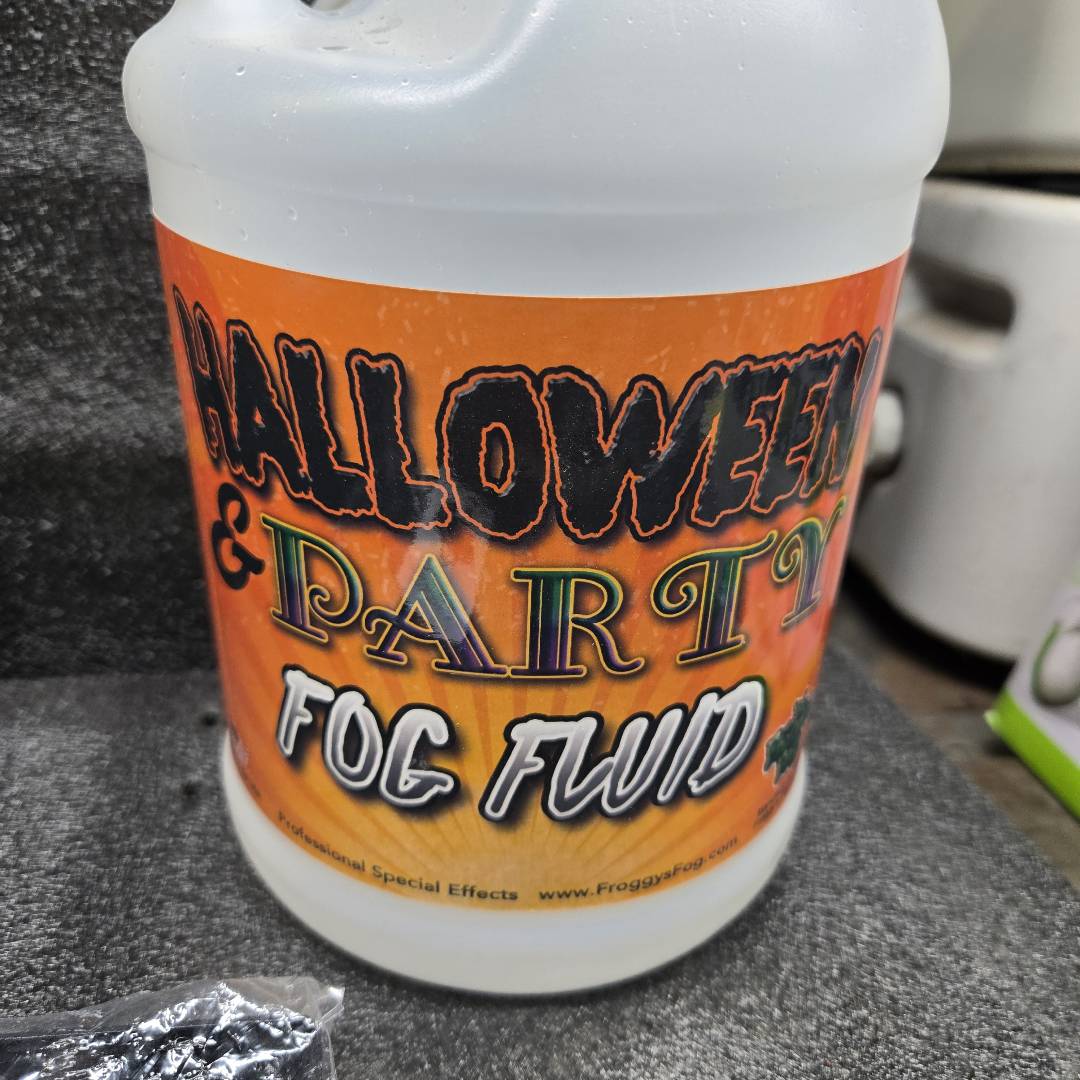 HALLOWEEN
& PARTY
FOG FLUID
Professional Special Effects www.FroggysFog.com